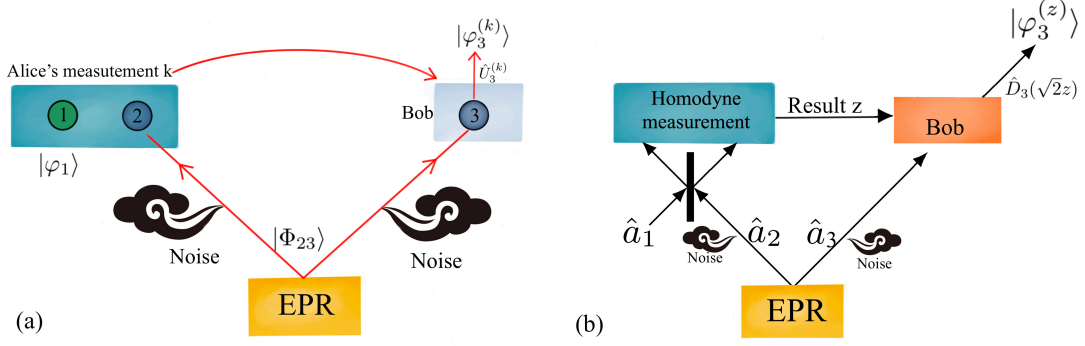 Alice's measutement k
1
2
|φ₁⟩
|φ₃⁽ᵏ⁾⟩
Û₃⁽ᵏ⁾
Bob
3
|Φ₂₃⟩
Noise
Noise
EPR
(a)
Homodyne
measurement
Result z
Bob
|φ₃⁽ᶻ⁾⟩
D̂₃(√2z)
â₁
â₂
â₃
Noise
Noise
EPR
(b)